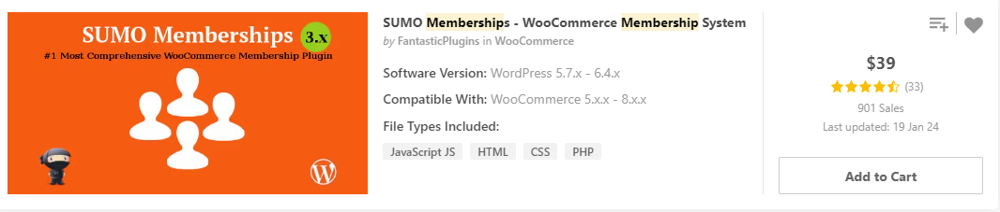 SUMO Memberships 3.x
#1 Most Comprehensive WooCommerce Membership Plugin
SUMO Memberships - WooCommerce Membership System
by FantasticPlugins in WooCommerce
Software Version: WordPress 5.7.x - 6.4.x
Compatible With: WooCommerce 5.x.x - 8.x.x
File Types Included:
JavaScript JS HTML CSS PHP
$39
(33)
901 Sales
Last updated: 19 Jan 24
Add to Cart